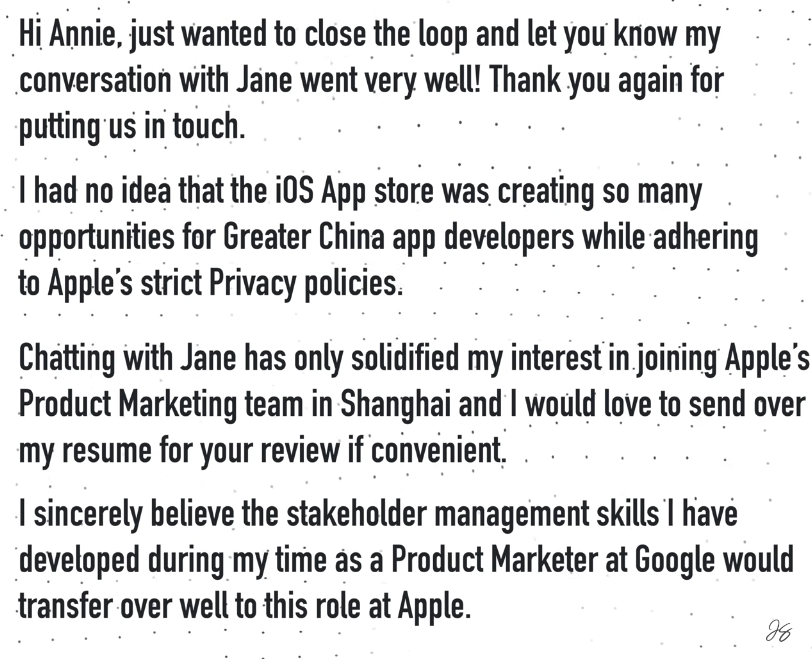 Hi Annie, just wanted to close the loop and let you know my
conversation with Jane went very well! Thank you again for
putting us in touch.
I had no idea that the iOS App store was creating so many
opportunities for Greater China app developers while adhering
to Apple's strict Privacy policies.
Chatting with Jane has only solidified my interest in joining Apple's
Product Marketing team in Shanghai and I would love to send over
my resume for your review if convenient.
I sincerely believe the stakeholder management skills I have
developed during my time as a Product Marketer at Google would
transfer over well to this role at Apple.